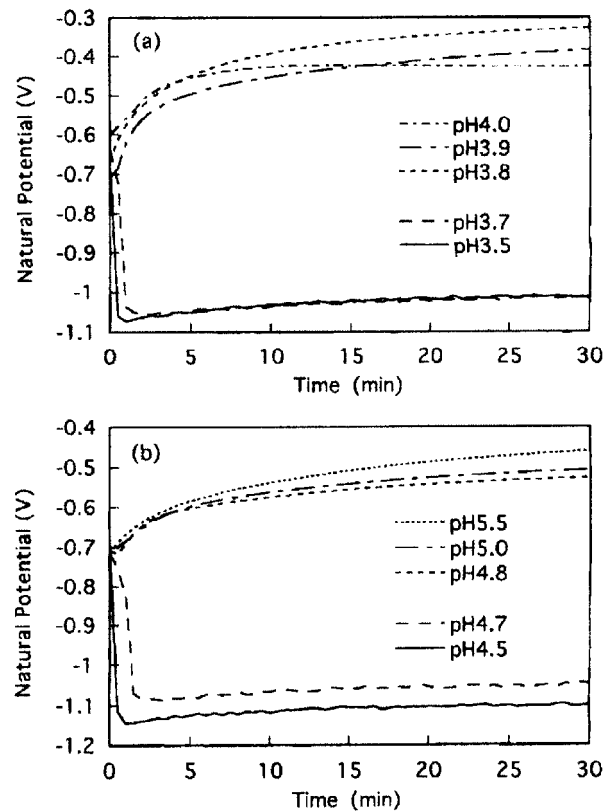 (a)
Natural Potential (V)
-0.3
-0.4
-0.5
-0.6
-0.7
-0.8
-0.9
-1
-1.1
pH4.0
pH3.9
pH3.8
pH3.7
pH3.5
0 5 10 15 20 25 30
Time (min)
(b)
Natural Potential (V)
-0.4
-0.5
-0.6
-0.7
-0.8
-0.9
-1
-1.1
-1.2
pH5.5
pH5.0
pH4.8
pH4.7
pH4.5
0 5 10 15 20 25 30
Time (min)